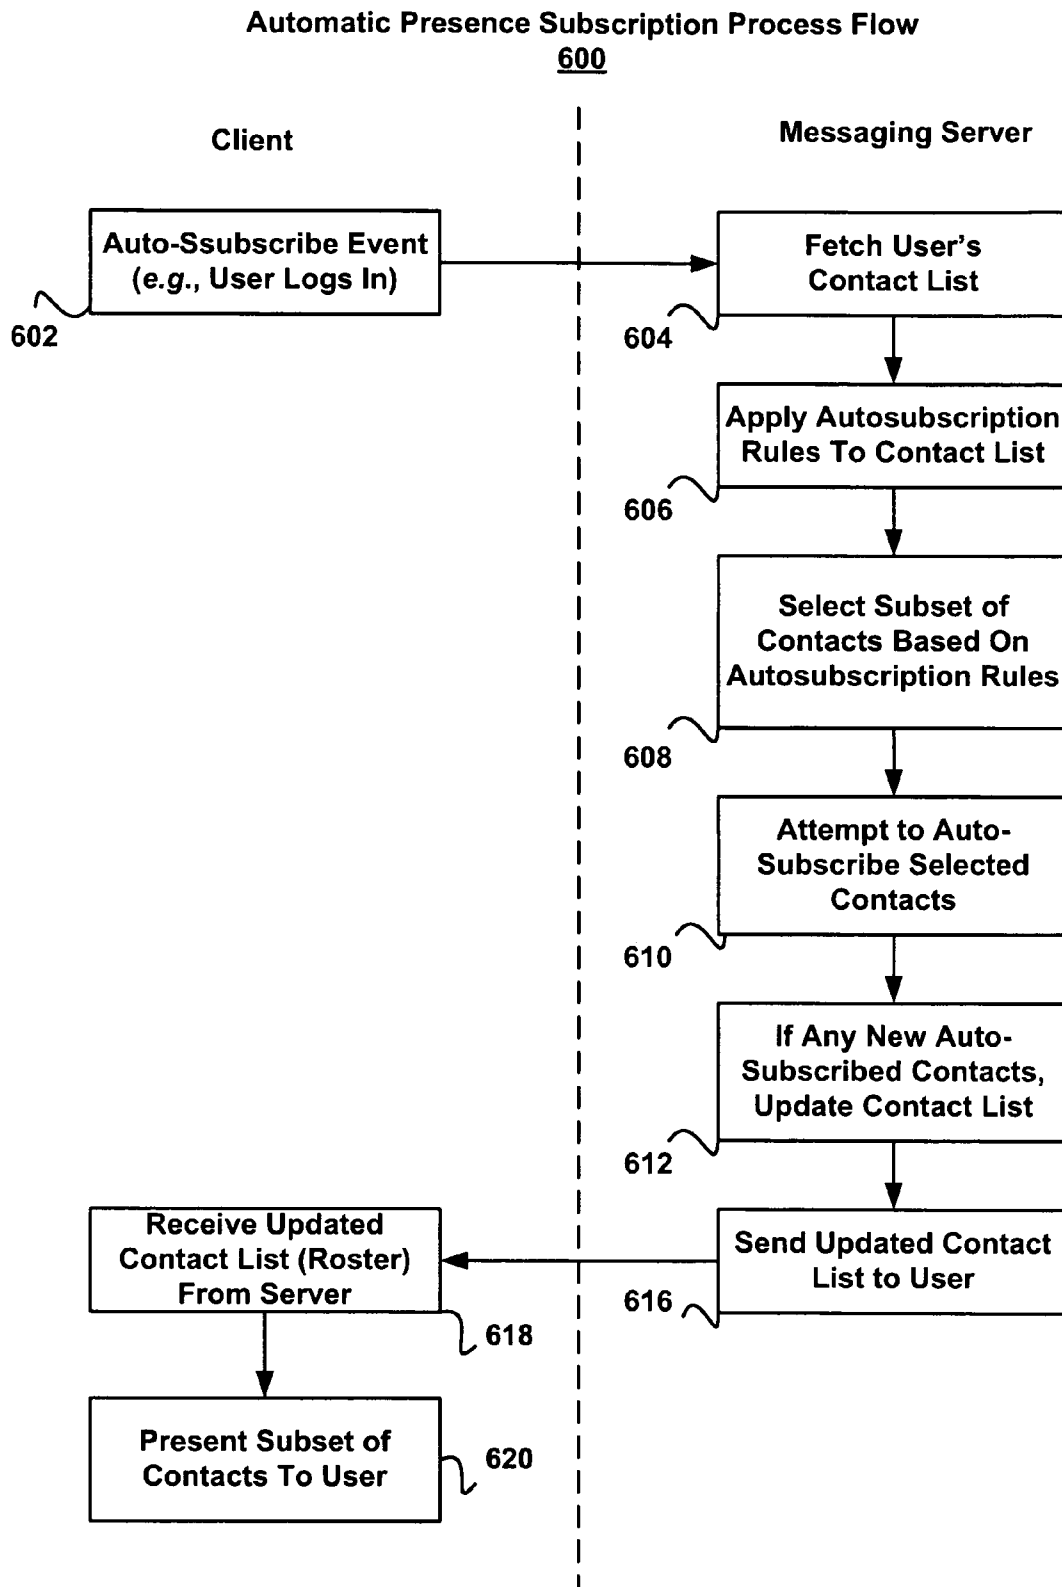 Automatic Presence Subscription Process Flow
600
Client
Messaging Server
Auto-Ssubscribe Event
(e.g., User Logs In)
602
Fetch User's
Contact List
604
Apply Autosubscription
Rules To Contact List
606
Select Subset of
Contacts Based On
Autosubscription Rules
608
Attempt to Auto-
Subscribe Selected
Contacts
610
If Any New Auto-
Subscribed Contacts,
Update Contact List
612
Send Updated Contact
List to User
616
Receive Updated
Contact List (Roster)
From Server
618
Present Subset of
Contacts To User
620